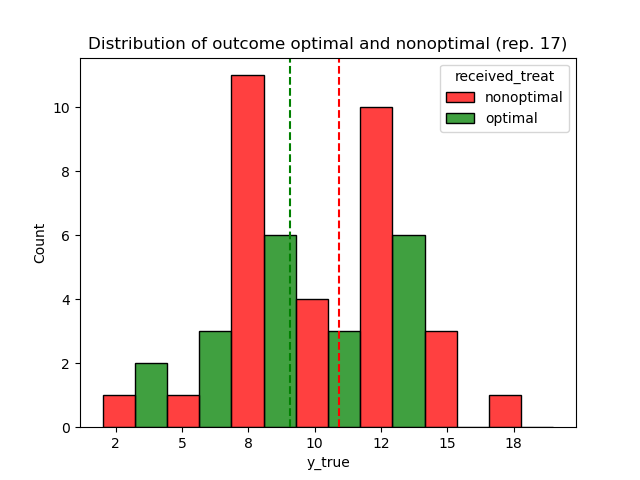 Distribution of outcome optimal and nonoptimal (rep. 17)
received_treat
nonoptimal
optimal
10
8
6
4
2
0
Count
2 5 8 10 12 15 18
y_true